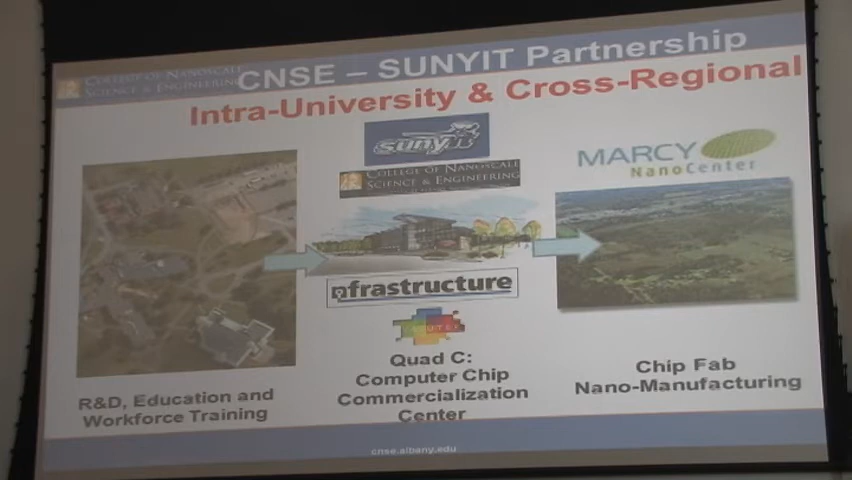 COLLEGE OF NANOSCALE
SCIENCE & ENGINEERING
CNSE – SUNYIT Partnership
Intra-University & Cross-Regional
suny
COLLEGE OF NANOSCALE
SCIENCE & ENGINEERING
MARCY
NanoCenter
nfrastructure
Quad C:
Computer Chip
Commercialization
Center
R&D, Education and
Workforce Training
Chip Fab
Nano-Manufacturing
cnse.albany.edu